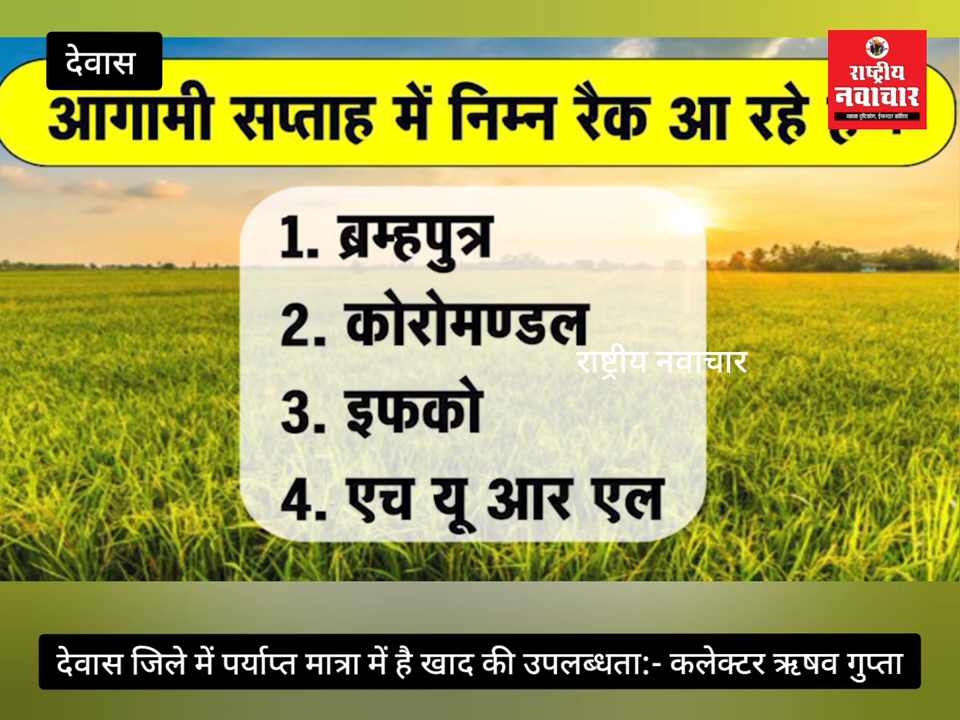 देवास
राष्ट्रीय
नवाचार
आगामी सप्ताह में निम्न रैक आ रहे
1. ब्रम्हपुत्र
2. कोरोमण्डल
राष्ट्रीय नवाचार
3. इफको
4. एच यू आर एल
देवास जिले में पर्याप्त मात्रा में है खाद की उपलब्धता:- कलेक्टर ऋषव गुप्ता